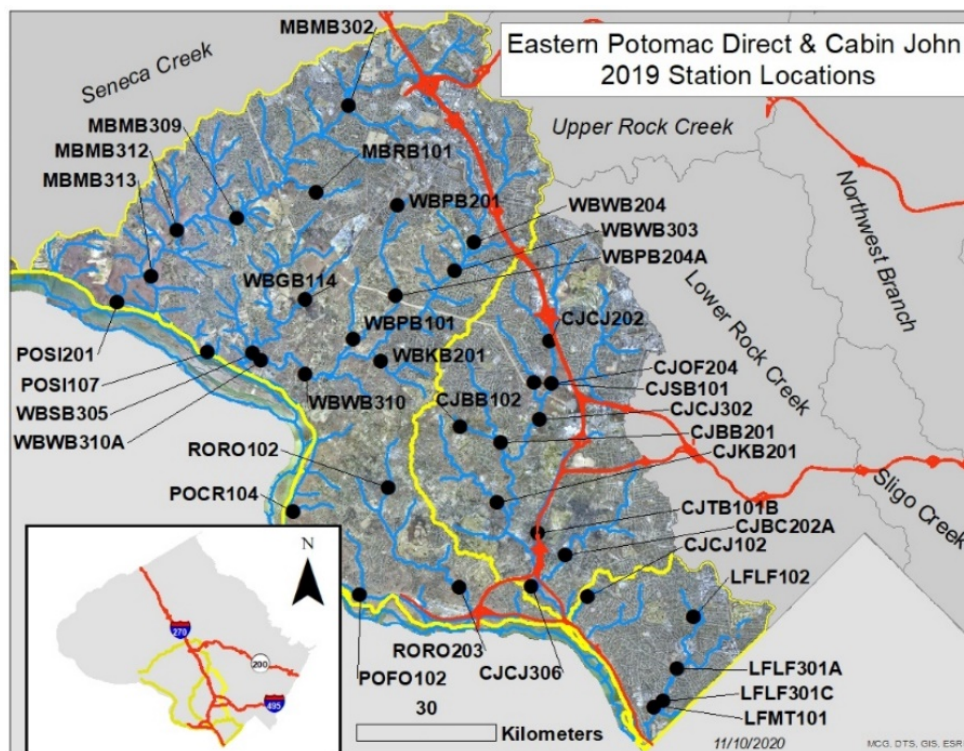 Eastern Potomac Direct & Cabin John
2019 Station Locations
MBMB302
Seneca Creek
Upper Rock Creek
MBMB309
MBMB312
MBMB313
MBRB101
Northwest Branch
WBPB201
WBWB204
WBWB303
WBPB204A
WBGB114
Lower Rock Creek
WBPB101
CJCJ202
POSI201
WBKB201
POSI107
CJOF204
WBSB305
WBWB310
CJBB102
CJSB101
WBWB310A
CJCJ302
CJBB201
RORO102
CJKB201
Sligo Creek
POCR104
CJTB101B
CJBC202A
CJCJ102
N
LFLF102
270
200
495
RORO203
POFO102
CJCJ306
LFLF301A
LFLF301C
LFMT101
30
Kilometers
11/10/2020
MCG, DTS, GIS, ESRI